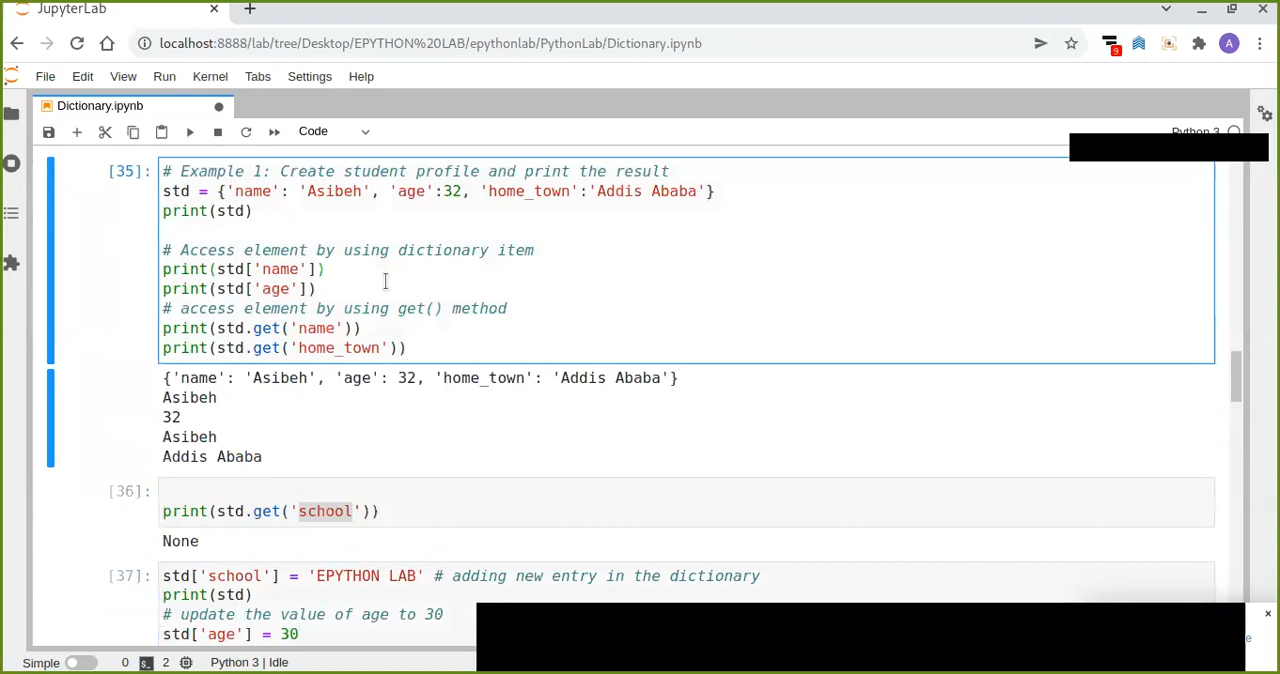 JupyterLab
localhost:8888/lab/tree/Desktop/EPYTHON%20LAB/epythonlab/PythonLab/Dictionary.ipynb
9
A
File Edit View Run Kernel Tabs Settings Help
Dictionary.ipynb
Code
Python 3
[35]: # Example 1: Create student profile and print the result
std = {'name': 'Asibeh', 'age':32, 'home_town':'Addis Ababa'}
print(std)
# Access element by using dictionary item
print(std['name'])
print(std['age'])
# access element by using get() method
print(std.get('name'))
print(std.get('home_town'))
{'name': 'Asibeh', 'age': 32, 'home_town': 'Addis Ababa'}
Asibeh
32
Asibeh
Addis Ababa
[36]:
print(std.get('school'))
None
[37]: std['school'] = 'EPYTHON LAB' # adding new entry in the dictionary
print(std)
# update the value of age to 30
std['age'] = 30
Simple 0 2 Python 3 | Idle